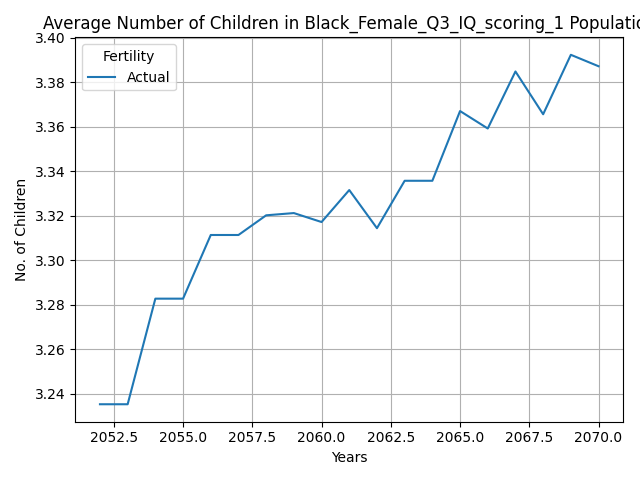 Average Number of Children in Black_Female_Q3_IQ_scoring_1 Populatio
Fertility
Actual
No. of Children
3.40
3.38
3.36
3.34
3.32
3.30
3.28
3.26
3.24
2052.5 2055.0 2057.5 2060.0 2062.5 2065.0 2067.5 2070.0
Years